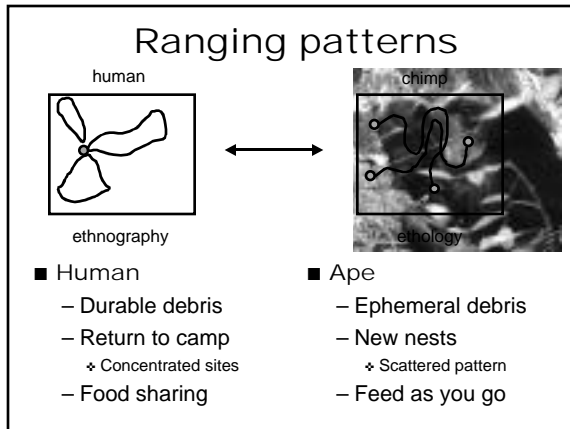 Ranging patterns
human
chimp
ethnography
ethology
■ Human
– Durable debris
– Return to camp
❖ Concentrated sites
– Food sharing
■ Ape
– Ephemeral debris
– New nests
❖ Scattered pattern
– Feed as you go